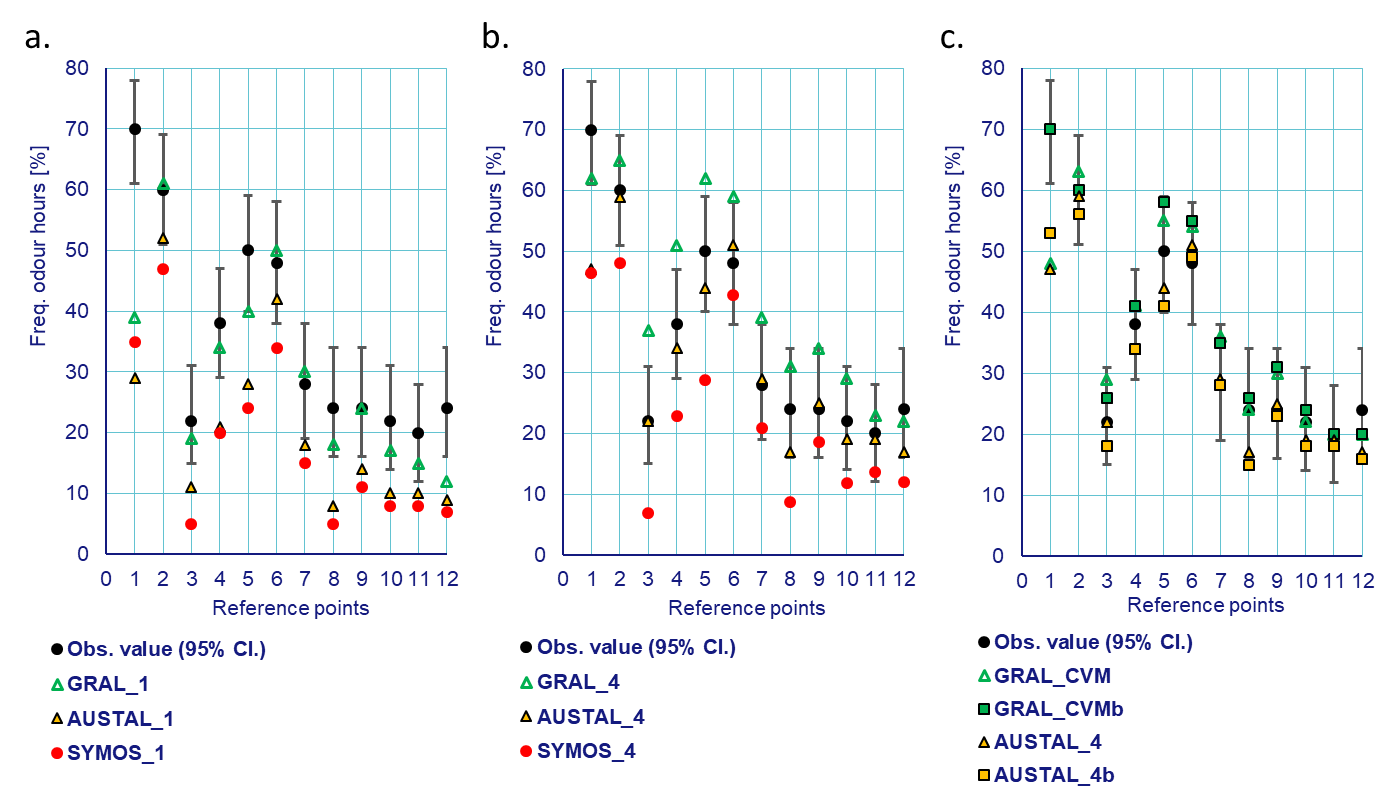 a.
80
70
60
50
40
30
20
10
0
Freq. odour hours [%]
0 1 2 3 4 5 6 7 8 9 10 11 12
Reference points
Obs. value (95% CI.)
GRAL_1
AUSTAL_1
SYMOS_1
b.
80
70
60
50
40
30
20
10
0
Freq. odour hours [%]
0 1 2 3 4 5 6 7 8 9 10 11 12
Reference points
Obs. value (95% CI.)
GRAL_4
AUSTAL_4
SYMOS_4
c.
80
70
60
50
40
30
20
10
0
Freq. odour hours [%]
0 1 2 3 4 5 6 7 8 9 10 11 12
Reference points
Obs. value (95% CI.)
GRAL_CVM
GRAL_CVMb
AUSTAL_4
AUSTAL_4b